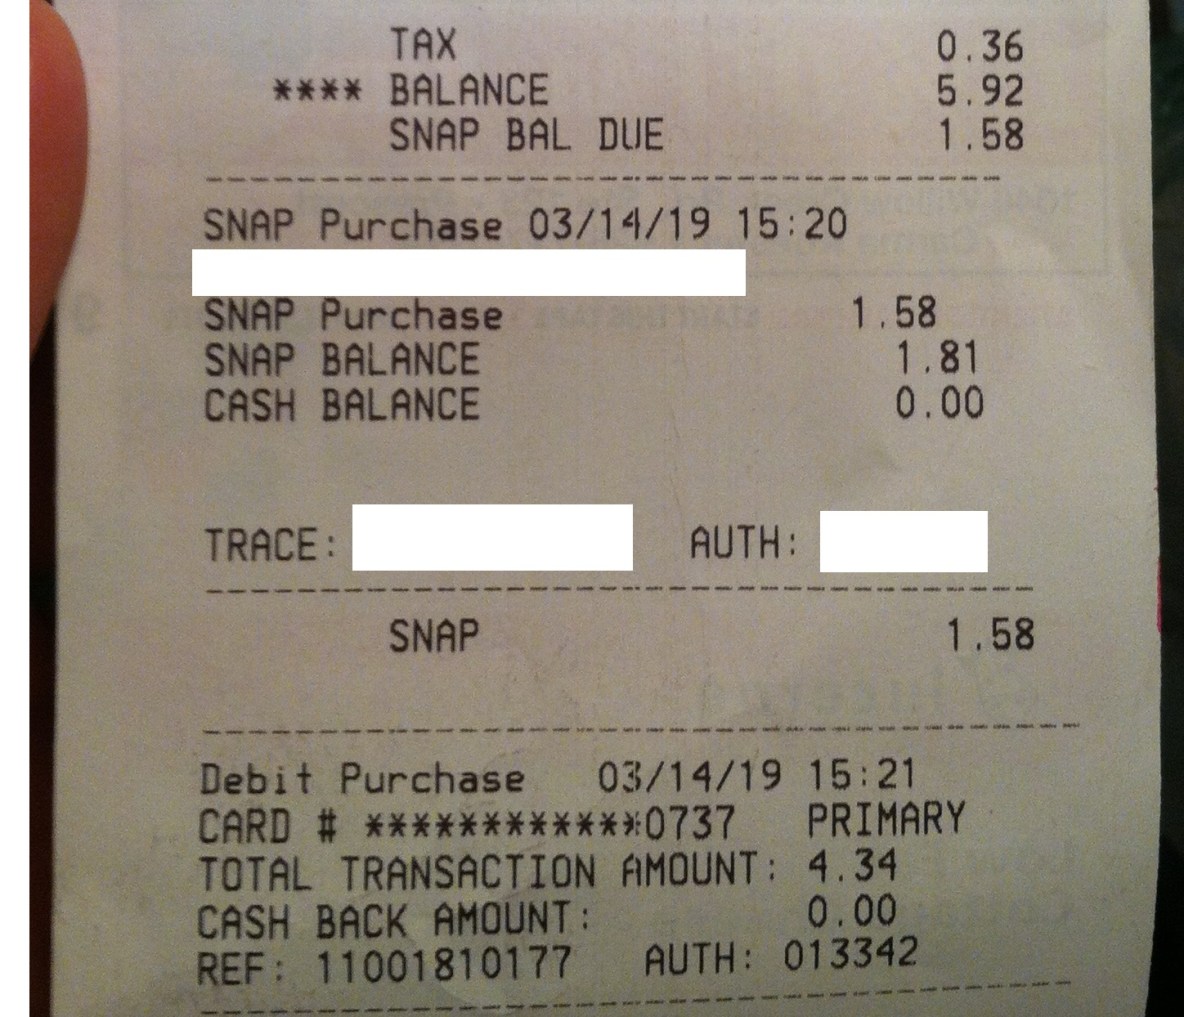 TAX 0.36
**** BALANCE 5.92
SNAP BAL DUE 1.58
SNAP Purchase 03/14/19 15:20
SNAP Purchase 1.58
SNAP BALANCE 1.81
CASH BALANCE 0.00
TRACE: AUTH:
SNAP 1.58
Debit Purchase 03/14/19 15:21
CARD # ************0737 PRIMARY
TOTAL TRANSACTION AMOUNT: 4.34
CASH BACK AMOUNT: 0.00
REF: 11001810177 AUTH: 013342